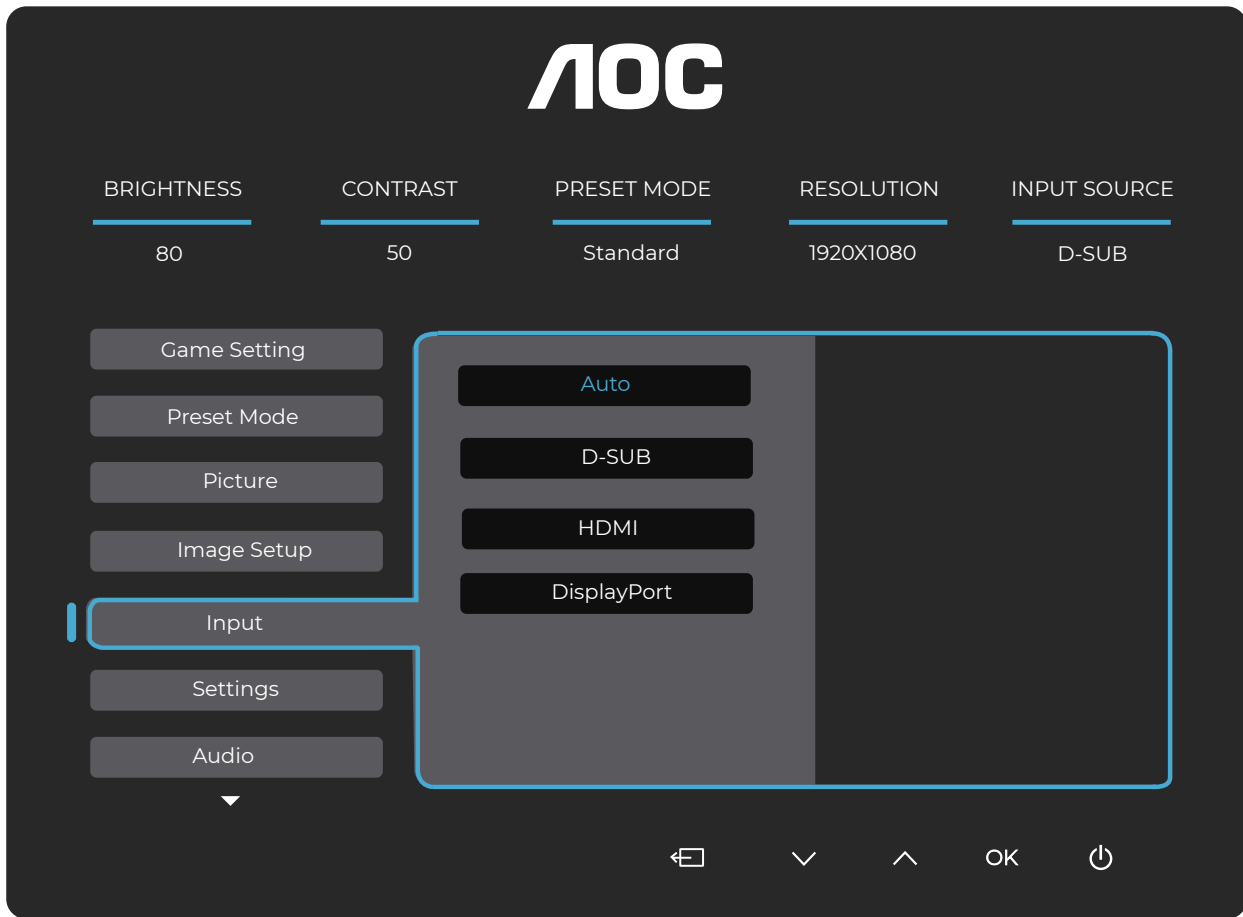 AOC
BRIGHTNESS CONTRAST PRESET MODE RESOLUTION INPUT SOURCE
80 50 Standard 1920X1080 D-SUB
Game Setting
Preset Mode
Picture
Image Setup
Input
Settings
Audio
Auto
D-SUB
HDMI
DisplayPort
OK